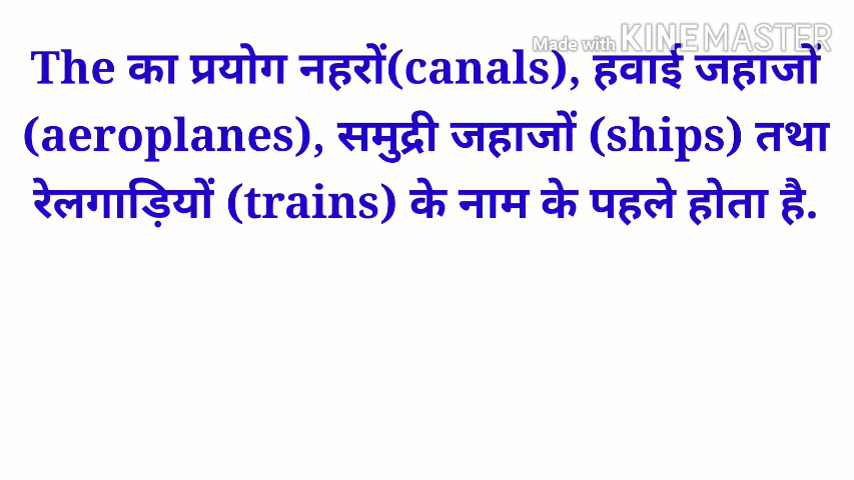 Made with KINEMASTER
The का प्रयोग नहरों(canals), हवाई जहाजों
(aeroplanes), समुद्री जहाजों (ships) तथा
रेलगाड़ियों (trains) के नाम के पहले होता है.